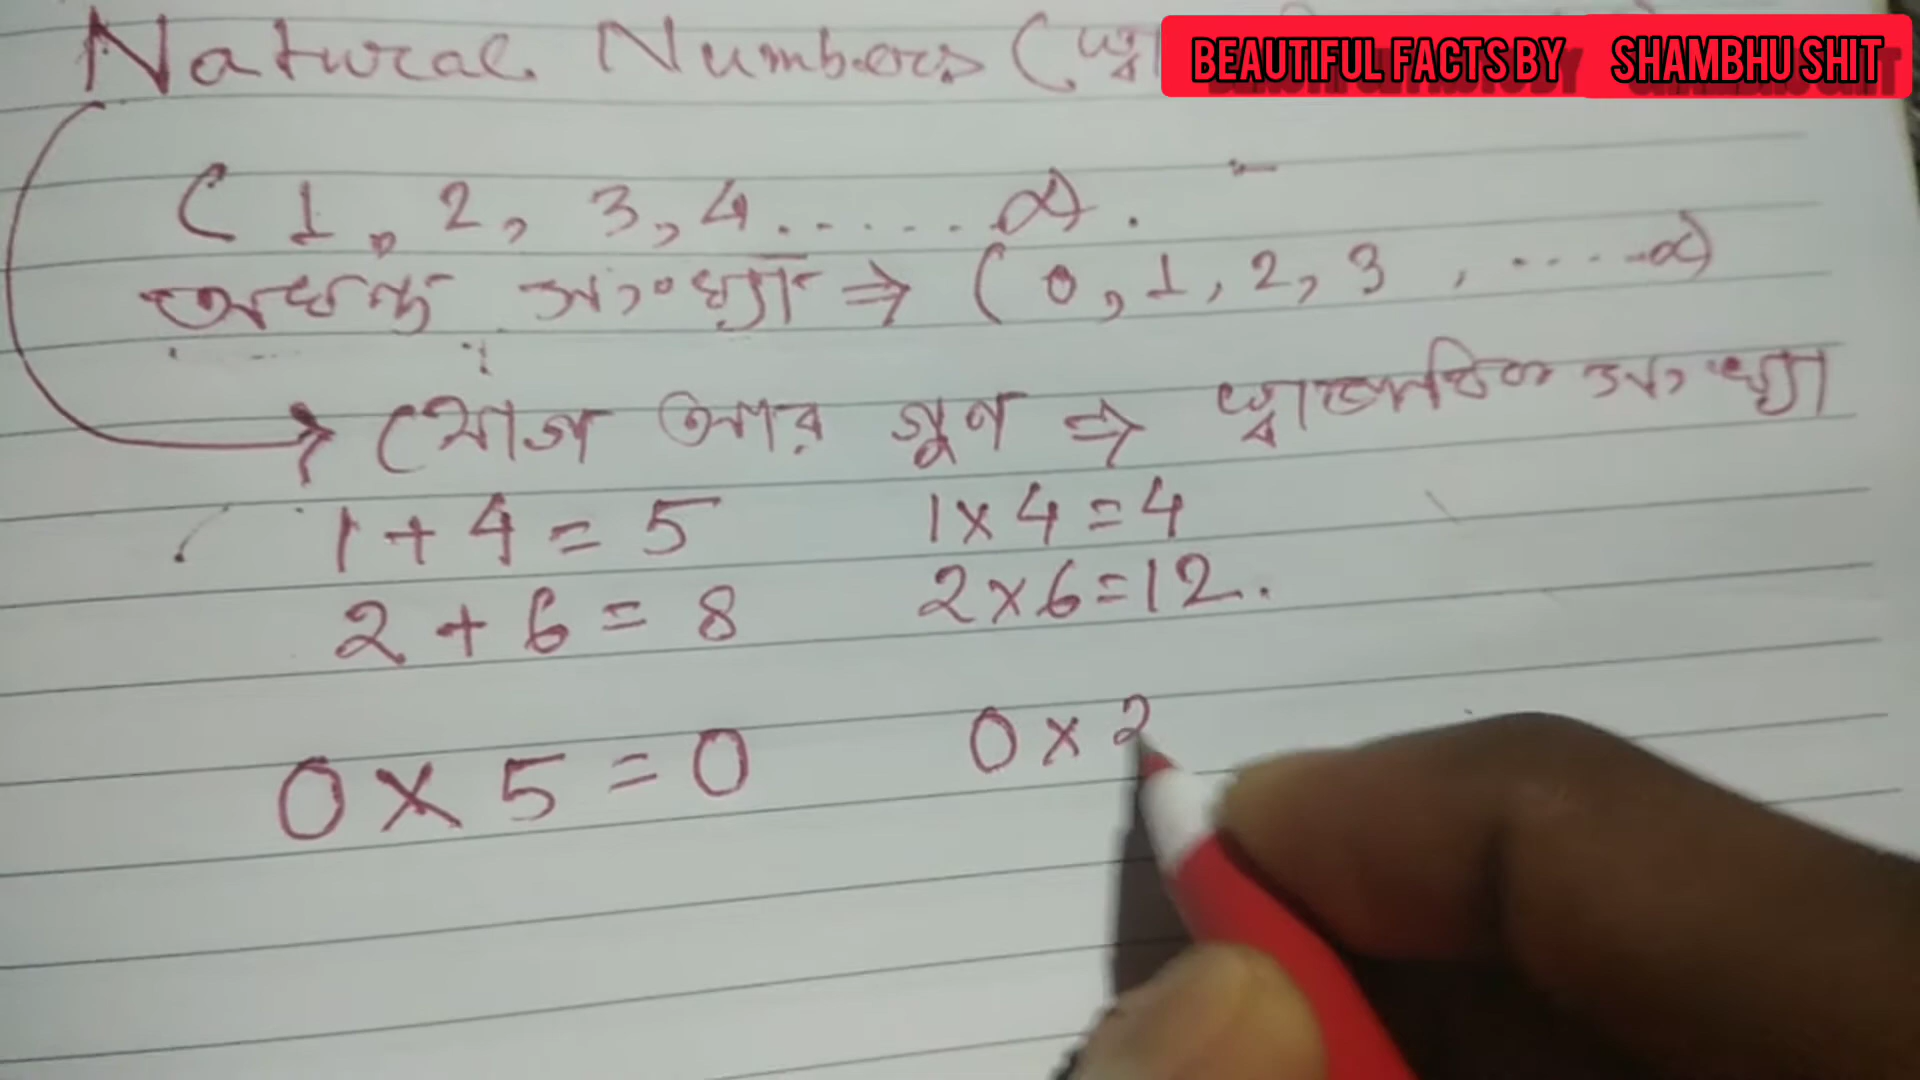 Natural Numbers (স্ব
BEAUTIFUL FACTS BY SHAMBHU SHIT
( 1, 2, 3, 4 ...... ∝).
অখন্ড সংখ্যা ⇒ ( 0, 1, 2, 3, .....∝)
যোগ আর গুণ ⇒ স্বাভাবিক সংখ্যা
1 + 4 = 5 1 × 4 = 4
2 + 6 = 8 2 × 6 = 12.
0 × 5 = 0 0 × 2